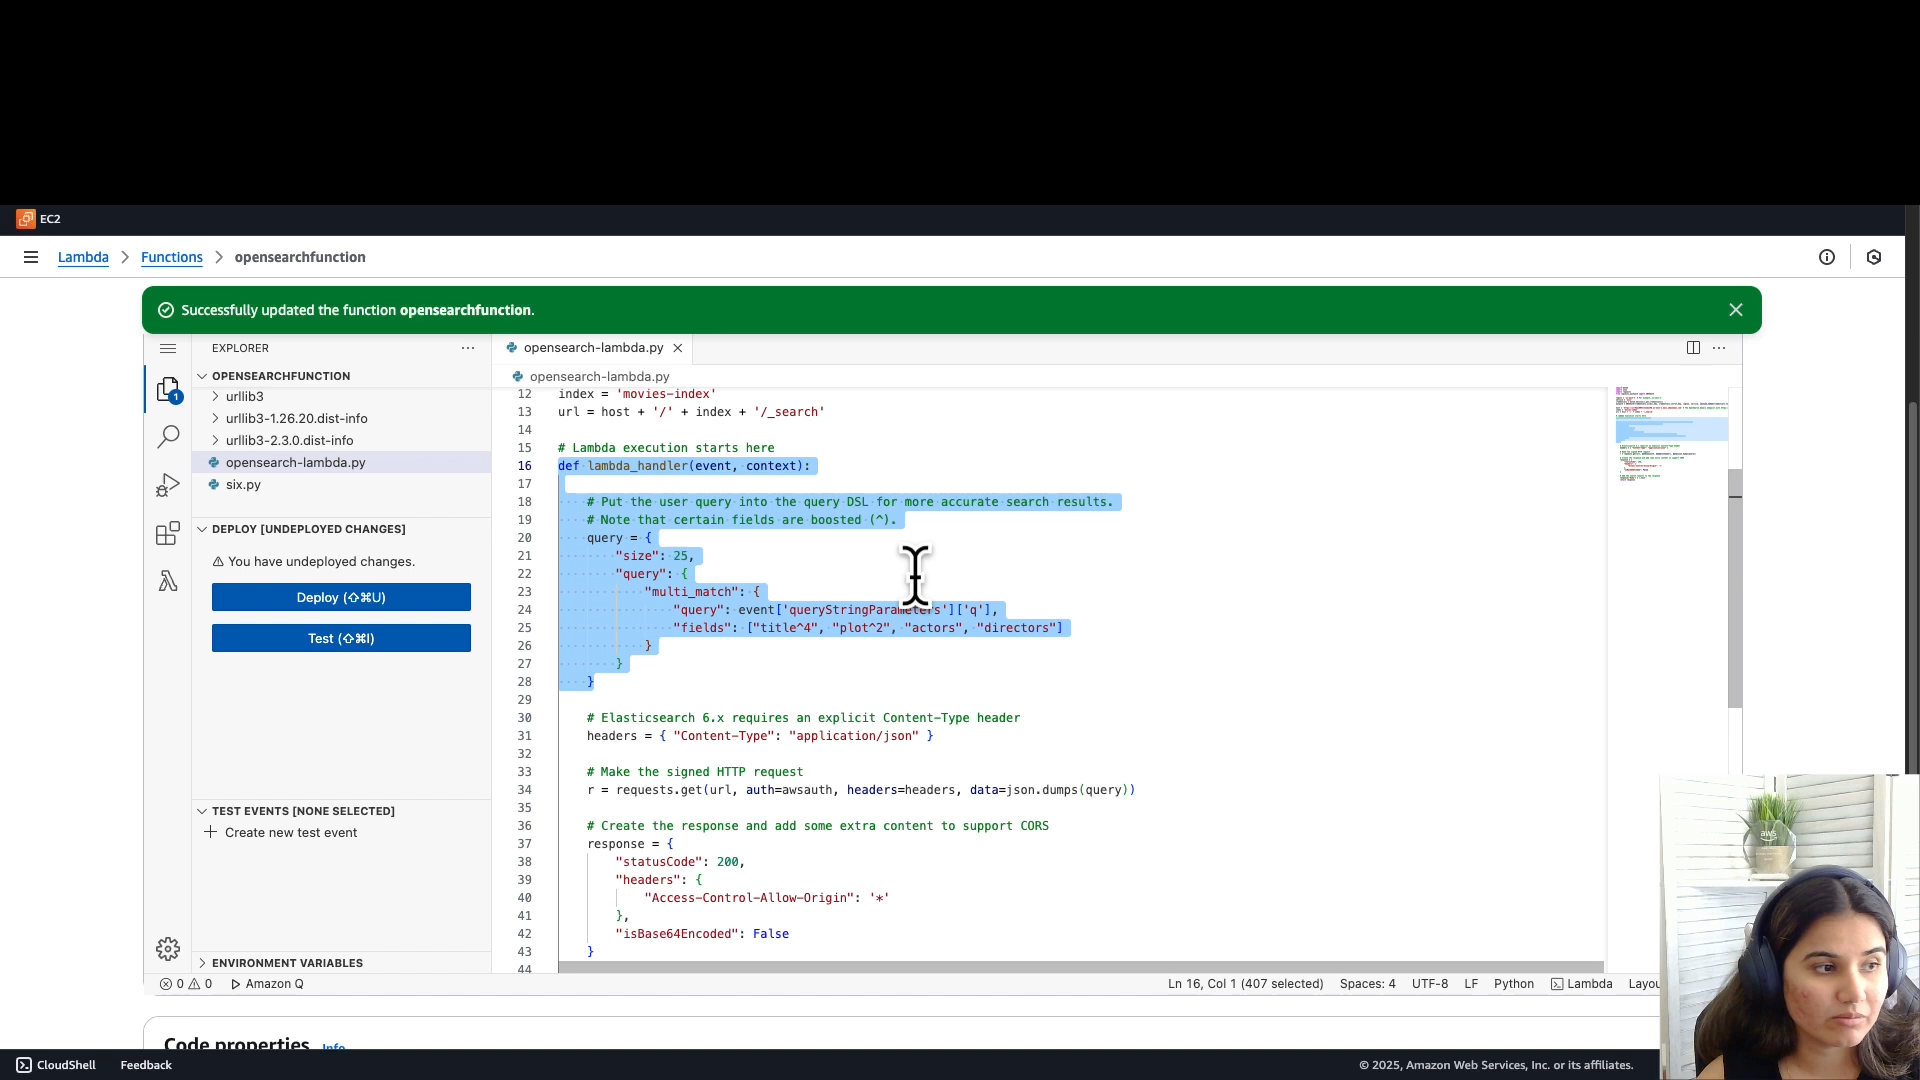 EC2
Lambda > Functions > opensearchfunction
Successfully updated the function opensearchfunction.
EXPLORER
OPENSEARCHFUNCTION
urllib3
urllib3-1.26.20.dist-info
urllib3-2.3.0.dist-info
opensearch-lambda.py
six.py
DEPLOY [UNDEPLOYED CHANGES]
You have undeployed changes.
Deploy (⇧⌘U)
Test (⇧⌘I)
TEST EVENTS [NONE SELECTED]
Create new test event
ENVIRONMENT VARIABLES
opensearch-lambda.py
opensearch-lambda.py
12 index = 'movies-index'
13 url = host + '/' + index + '/_search'
14
15 # Lambda execution starts here
16 def lambda_handler(event, context):
17
18 # Put the user query into the query DSL for more accurate search results.
19 # Note that certain fields are boosted (^).
20 query = {
21 "size": 25,
22 "query": {
23 "multi_match": {
24 "query": event['queryStringParameters']['q'],
25 "fields": ["title^4", "plot^2", "actors", "directors"]
26 }
27 }
28 }
29
30 # Elasticsearch 6.x requires an explicit Content-Type header
31 headers = { "Content-Type": "application/json" }
32
33 # Make the signed HTTP request
34 r = requests.get(url, auth=awsauth, headers=headers, data=json.dumps(query))
35
36 # Create the response and add some extra content to support CORS
37 response = {
38 "statusCode": 200,
39 "headers": {
40 "Access-Control-Allow-Origin": '*'
41 },
42 "isBase64Encoded": False
43 }
44
0 0 Amazon Q Ln 16, Col 1 (407 selected) Spaces: 4 UTF-8 LF Python Lambda Layou
Code properties Info
aws
CloudShell Feedback © 2025, Amazon Web Services, Inc. or its affiliates.